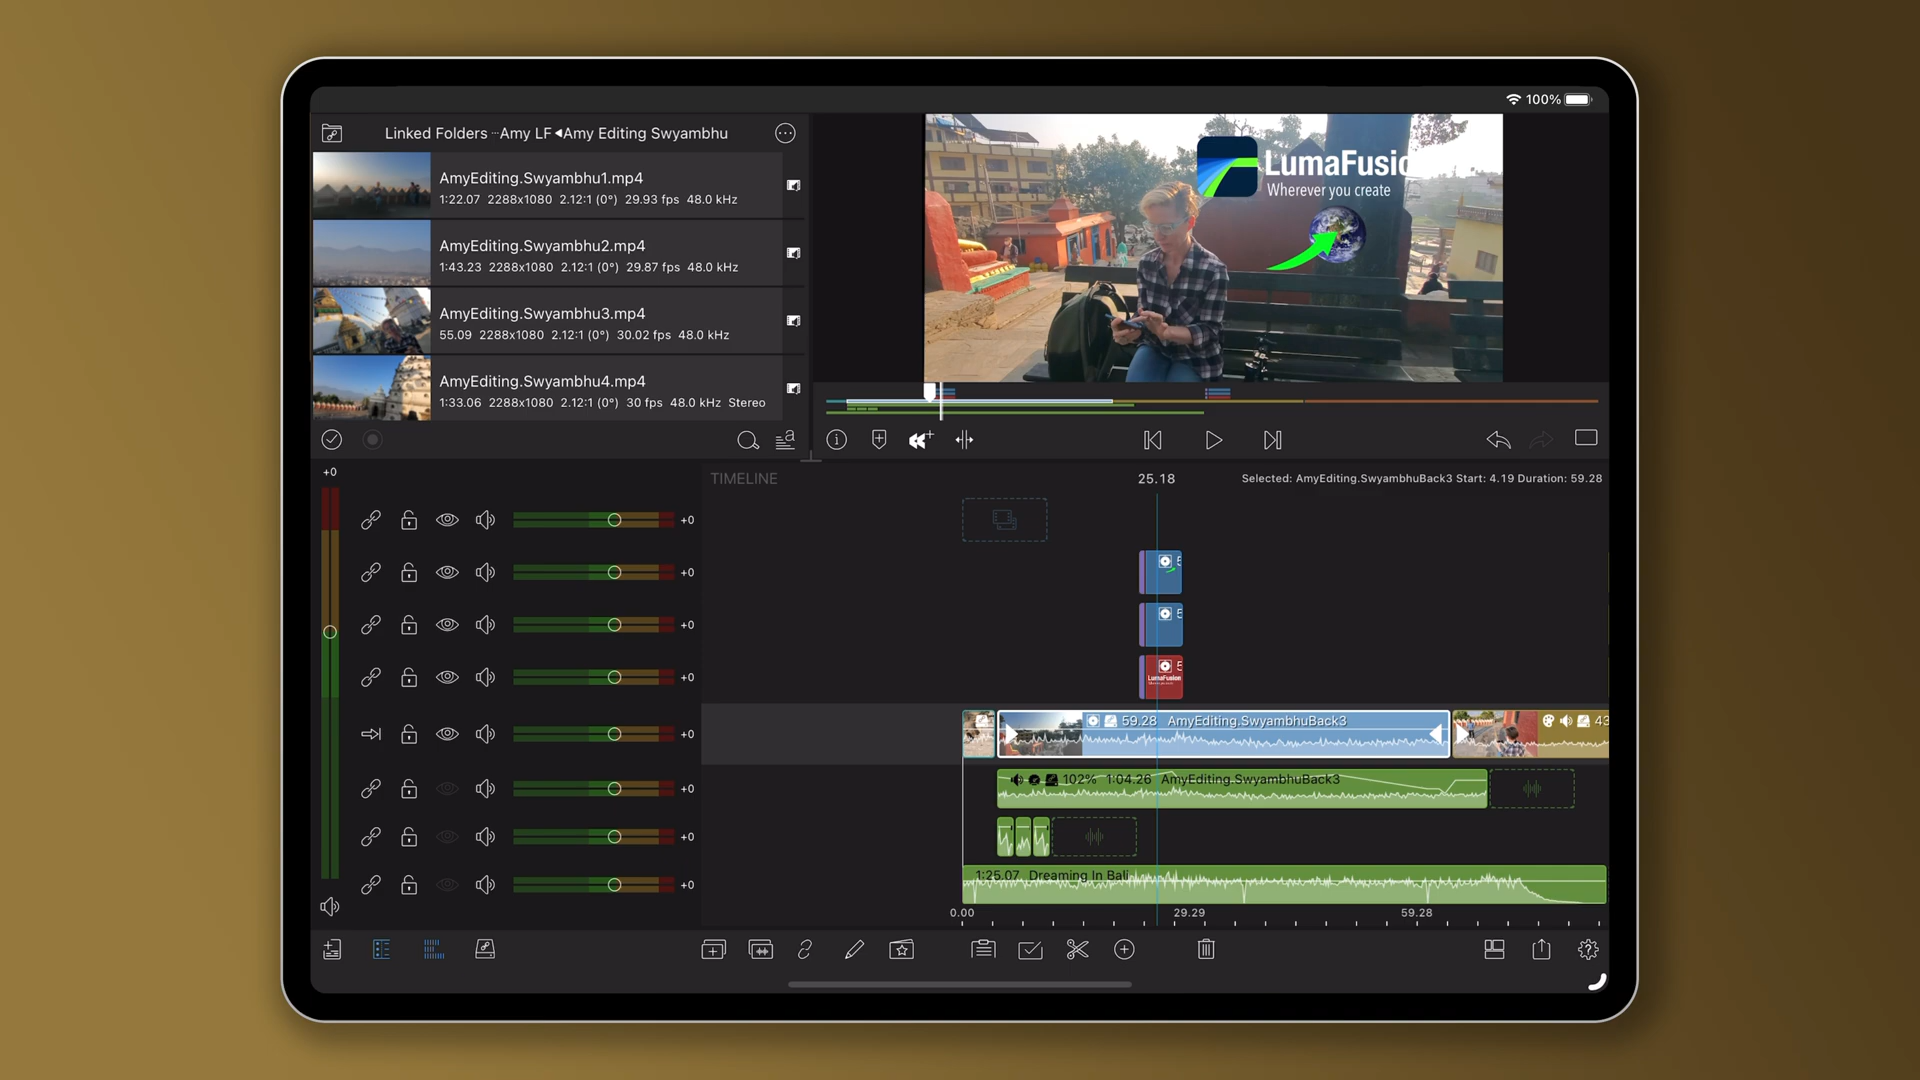 100%
Linked Folders ··· Amy LF ◀Amy Editing Swyambhu
AmyEditing.Swyambhu1.mp4
1:22.07 2288x1080 2.12:1 (0°) 29.93 fps 48.0 kHz
AmyEditing.Swyambhu2.mp4
1:43.23 2288x1080 2.12:1 (0°) 29.87 fps 48.0 kHz
AmyEditing.Swyambhu3.mp4
55.09 2288x1080 2.12:1 (0°) 30.02 fps 48.0 kHz
AmyEditing.Swyambhu4.mp4
1:33.06 2288x1080 2.12:1 (0°) 30 fps 48.0 kHz Stereo
LumaFusio
Wherever you create
+0
TIMELINE
25.18
Selected: AmyEditing.SwyambhuBack3 Start: 4.19 Duration: 59.28
+0
+0
+0
+0
+0
+0
+0
+0
5
5
5
LumaFusion
59.28 AmyEditing.SwyambhuBack3
43
102% 1:04.26 AmyEditing.SwyambhuBack3
1:25.07 Dreaming In Bali
0.00
29.29
59.28